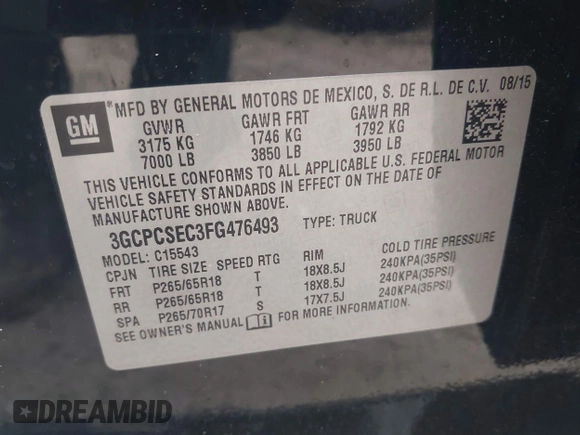 GM
* MFD BY GENERAL MOTORS DE MEXICO, S. DE R.L. DE C.V. 08/15
GVWR GAWR FRT GAWR RR
3175 KG 1746 KG 1792 KG
7000 LB 3850 LB 3950 LB
THIS VEHICLE CONFORMS TO ALL APPLICABLE U.S. FEDERAL MOTOR
VEHICLE SAFETY STANDARDS IN EFFECT ON THE DATE OF
MANUFACTURE SHOWN ABOVE.
3GCPCSEC3FG476493 TYPE: TRUCK
MODEL: C15543
CPJN TIRE SIZE SPEED RTG RIM COLD TIRE PRESSURE
FRT P265/65R18 T 18X8.5J 240KPA(35PSI)
RR P265/65R18 T 18X8.5J 240KPA(35PSI)
SPA P265/70R17 S 17X7.5J 240KPA(35PSI)
SEE OWNER'S MANUAL FOR MORE INFORMATION.
DREAMBID